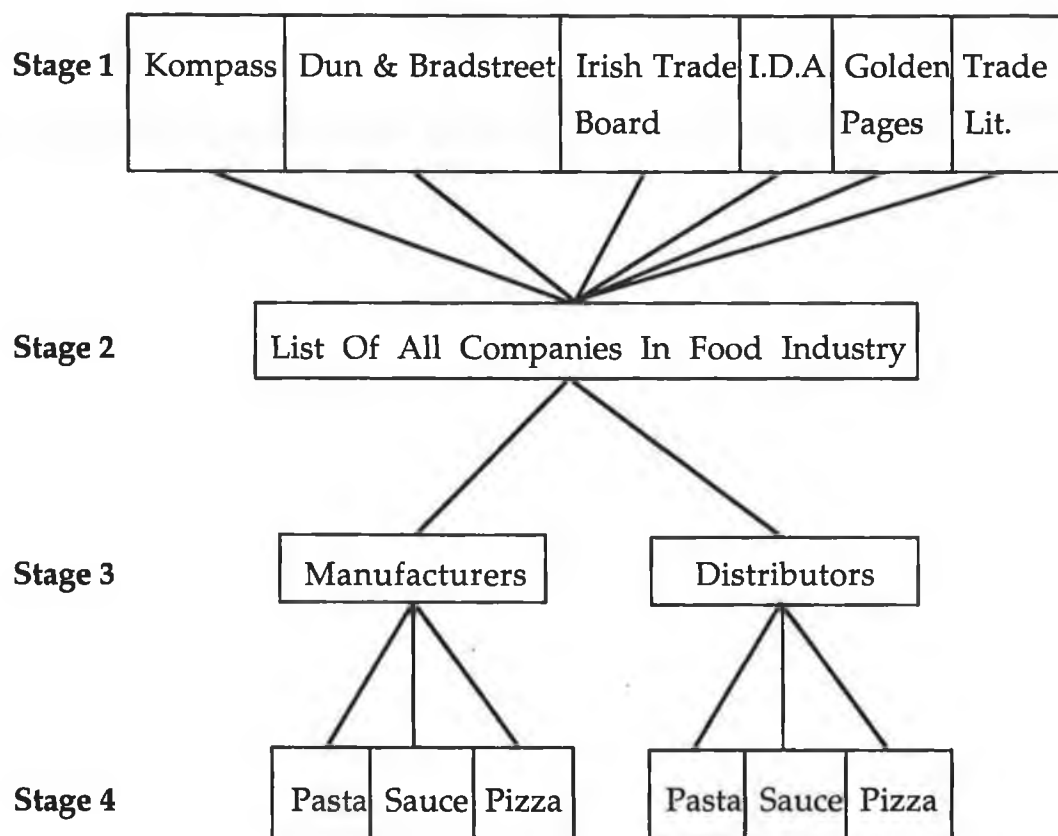 Stage 1 Kompass Dun & Bradstreet Irish Trade I.D.A Golden Trade
Board Pages Lit.
Stage 2 List Of All Companies In Food Industry
Stage 3 Manufacturers Distributors
Stage 4 Pasta Sauce Pizza Pasta Sauce Pizza